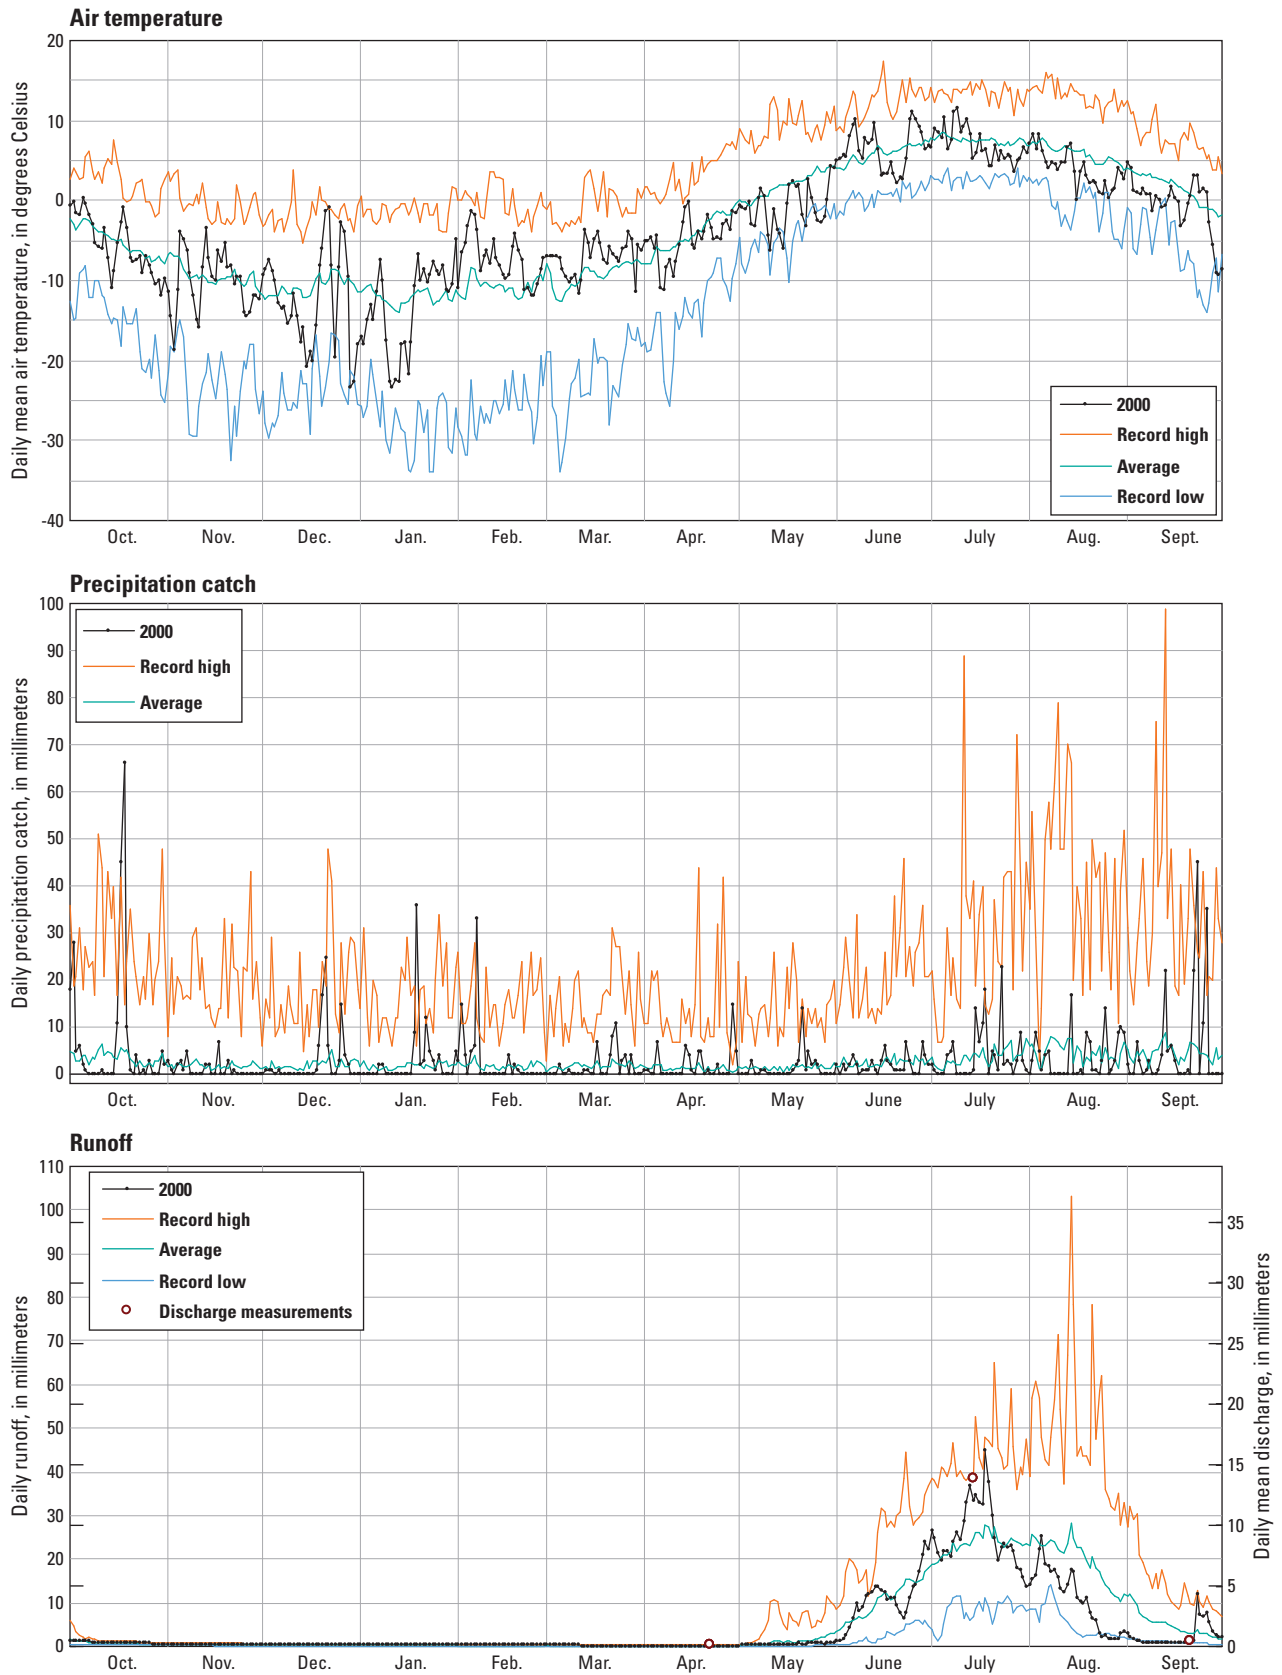 Air temperature
Daily mean air temperature, in degrees Celsius
20
10
0
-10
-20
-30
-40
2000
Record high
Average
Record low
Oct. Nov. Dec. Jan. Feb. Mar. Apr. May June July Aug. Sept.
Precipitation catch
Daily precipitation catch, in millimeters
100
90
80
70
60
50
40
30
20
10
0
2000
Record high
Average
Oct. Nov. Dec. Jan. Feb. Mar. Apr. May June July Aug. Sept.
Runoff
Daily runoff, in millimeters
110
100
90
80
70
60
50
40
30
20
10
0
2000
Record high
Average
Record low
Discharge measurements
35
30
25
20
15
10
5
0
Daily mean discharge, in millimeters
Oct. Nov. Dec. Jan. Feb. Mar. Apr. May June July Aug. Sept.